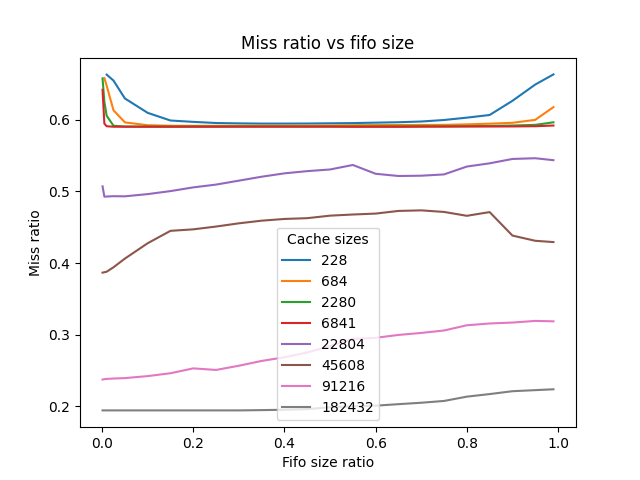 Miss ratio vs fifo size
Miss ratio
0.6
0.5
0.4
0.3
0.2
Cache sizes
228
684
2280
6841
22804
45608
91216
182432
0.0 0.2 0.4 0.6 0.8 1.0
Fifo size ratio